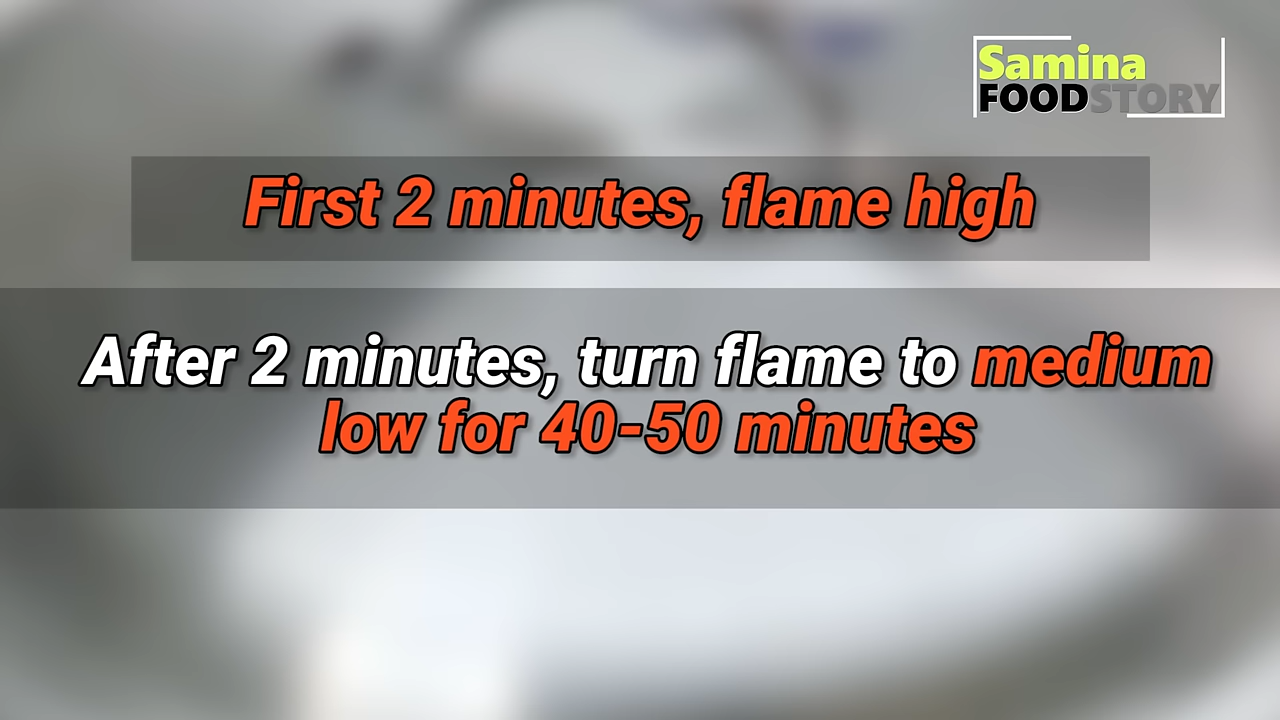 Samina
FOODSTORY
First 2 minutes, flame high
After 2 minutes, turn flame to medium
low for 40-50 minutes